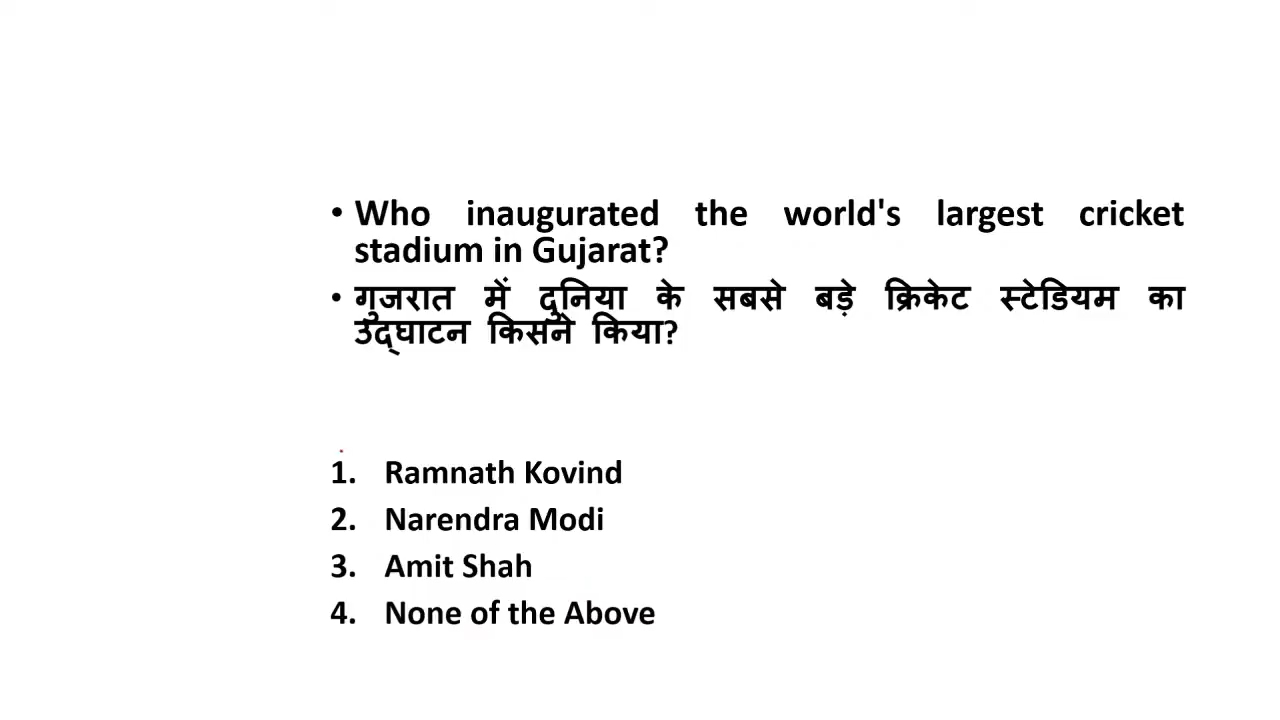 • Who inaugurated the world's largest cricket
stadium in Gujarat?
• गुजरात में दुनिया के सबसे बड़े क्रिकेट स्टेडियम का
उद्घाटन किसने किया?
1. Ramnath Kovind
2. Narendra Modi
3. Amit Shah
4. None of the Above